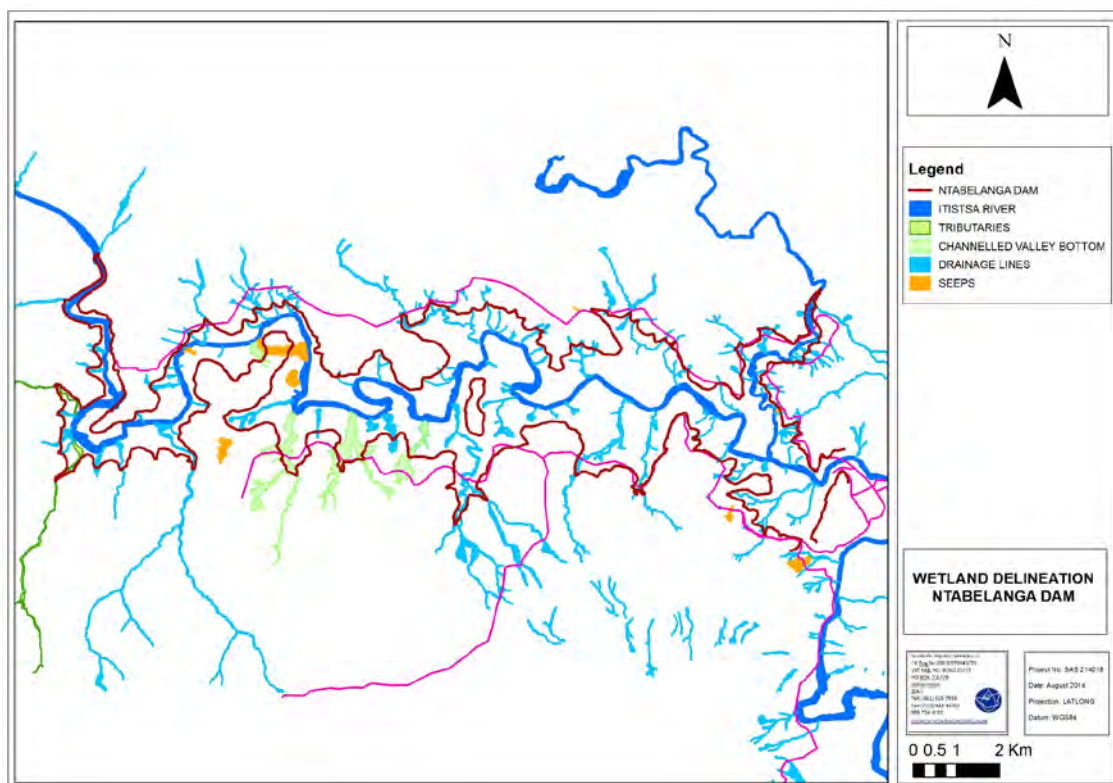 N
Legend
NTABELANGA DAM
ITISTSA RIVER
TRIBUTARIES
CHANNELLED VALLEY BOTTOM
DRAINAGE LINES
SEEPS
WETLAND DELINEATION
NTABELANGA DAM
Project No: SAS 214018
Date: August 2014
Projection: LATLONG
Datum: WGS84
0 0.5 1 2 Km